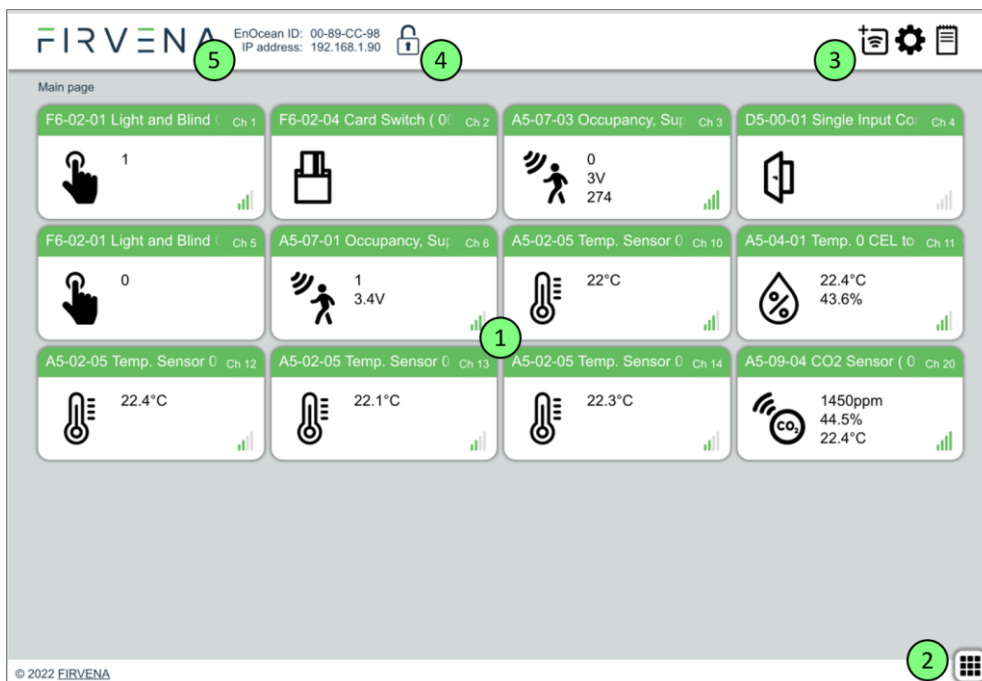 FIRVENA
EnOcean ID: 00-89-CC-98
IP address: 192.168.1.90
5
4
3
Main page
F6-02-01 Light and Blind Ch 1
1
F6-02-04 Card Switch ( 00 Ch 2
A5-07-03 Occupancy, Sup Ch 3
0
3V
274
D5-00-01 Single Input Co Ch 4
F6-02-01 Light and Blind Ch 5
0
A5-07-01 Occupancy, Sup Ch 6
1
3.4V
A5-02-05 Temp. Sensor 0 Ch 10
22°C
A5-04-01 Temp. 0 CEL to Ch 11
22.4°C
43.6%
1
A5-02-05 Temp. Sensor 0 Ch 12
22.4°C
A5-02-05 Temp. Sensor 0 Ch 13
22.1°C
A5-02-05 Temp. Sensor 0 Ch 14
22.3°C
A5-09-04 CO2 Sensor ( 0 Ch 20
CO2
1450ppm
44.5%
22.4°C
2
© 2022 FIRVENA